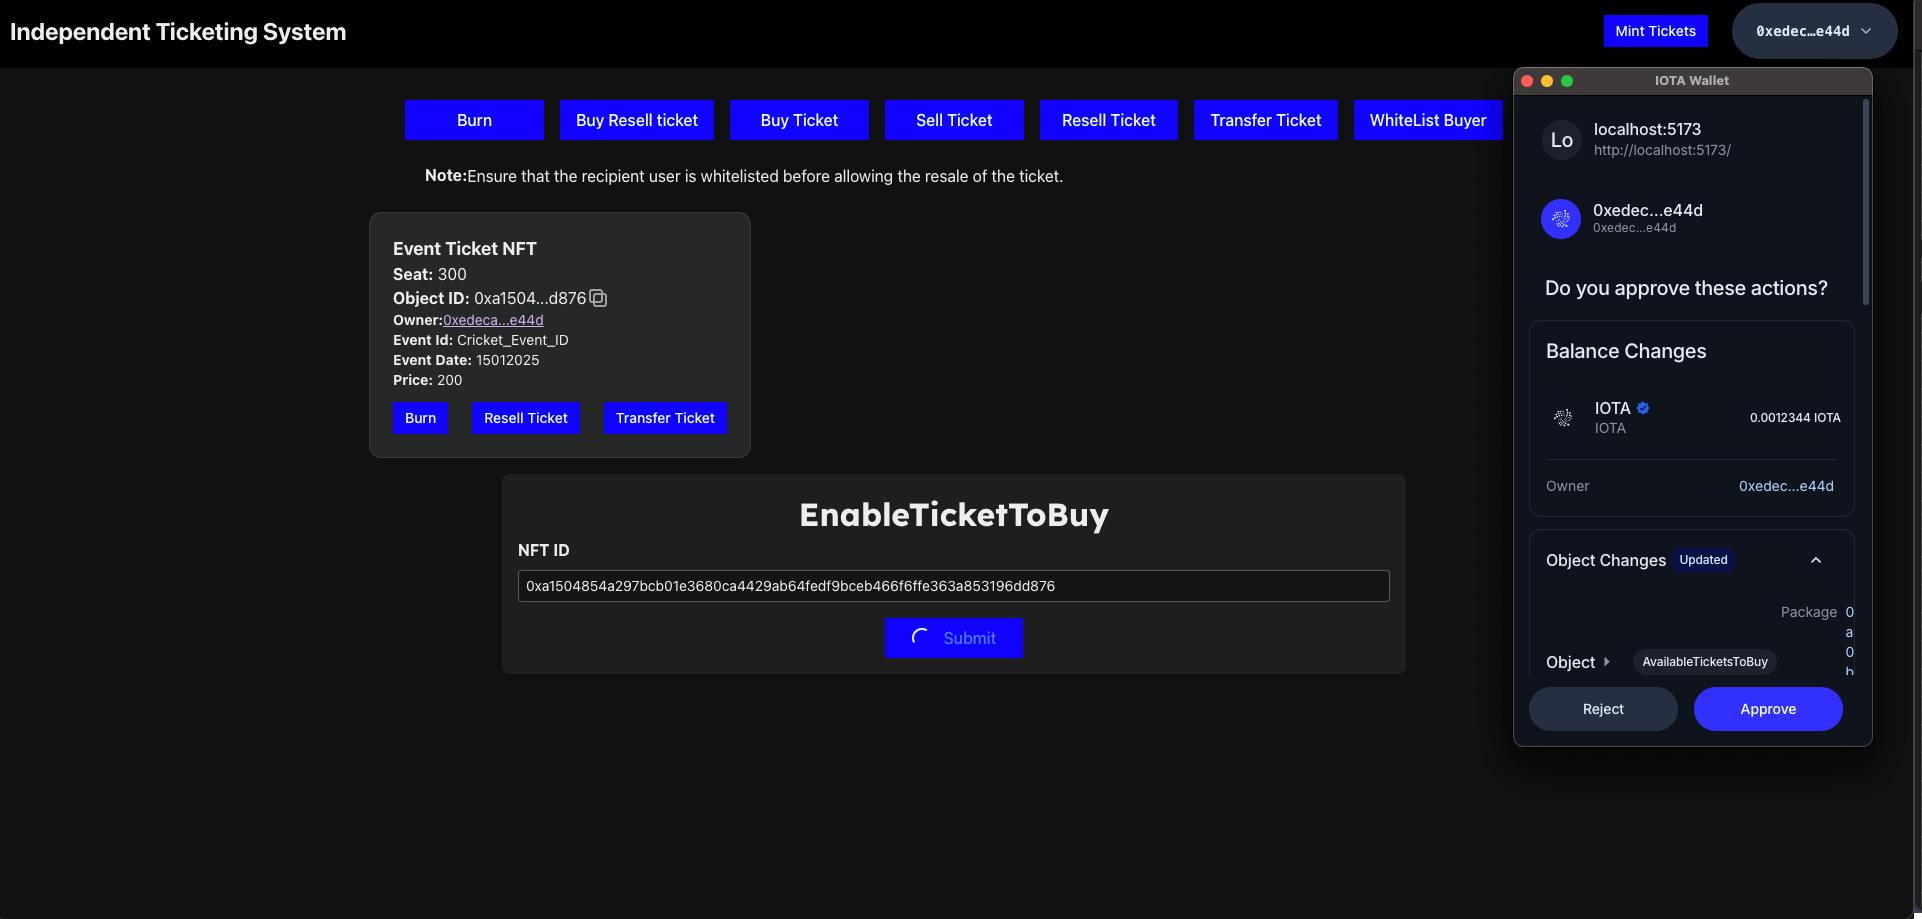 Independent Ticketing System
Mint Tickets
0xedec…e44d
Burn
Buy Resell ticket
Buy Ticket
Sell Ticket
Resell Ticket
Transfer Ticket
WhiteList Buyer
Note:Ensure that the recipient user is whitelisted before allowing the resale of the ticket.
Event Ticket NFT
Seat: 300
Object ID: 0xa1504...d876
Owner:0xedeca...e44d
Event Id: Cricket_Event_ID
Event Date: 15012025
Price: 200
Burn
Resell Ticket
Transfer Ticket
EnableTicketToBuy
NFT ID
0xa1504854a297bcb01e3680ca4429ab64fedf9bceb466f6ffe363a853196dd876
Submit
IOTA Wallet
Lo
localhost:5173
http://localhost:5173/
0xedec…e44d
0xedec…e44d
Do you approve these actions?
Balance Changes
IOTA
IOTA
0.0012344 IOTA
Owner
0xedec…e44d
Object Changes
Updated
Package
0
a
0
b
Object
AvailableTicketsToBuy
Reject
Approve